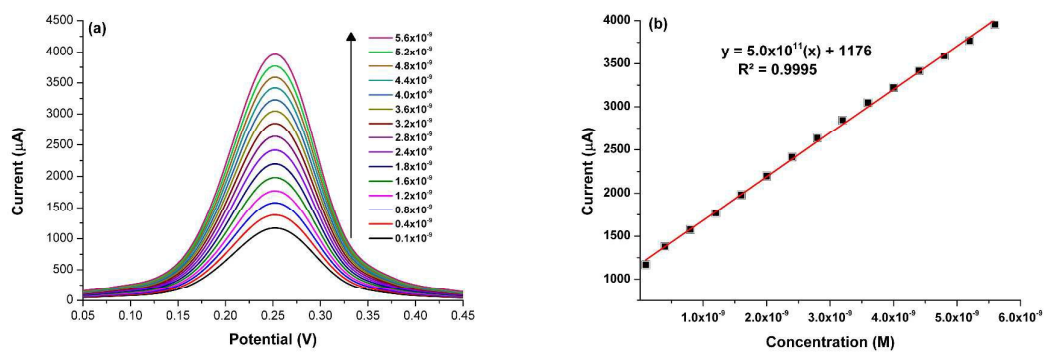 (a)
4500
4000
3500
3000
2500
2000
1500
1000
500
0
Current (µA)
0.05 0.10 0.15 0.20 0.25 0.30 0.35 0.40 0.45
Potential (V)
5.6x10⁻⁹
5.2x10⁻⁹
4.8x10⁻⁹
4.4x10⁻⁹
4.0x10⁻⁹
3.6x10⁻⁹
3.2x10⁻⁹
2.8x10⁻⁹
2.4x10⁻⁹
1.8x10⁻⁹
1.6x10⁻⁹
1.2x10⁻⁹
0.8x10⁻⁹
0.4x10⁻⁹
0.1x10⁻⁹
(b)
4000
3500
3000
2500
2000
1500
1000
Current (µA)
y = 5.0x10¹¹(x) + 1176
R² = 0.9995
1.0x10⁻⁹ 2.0x10⁻⁹ 3.0x10⁻⁹ 4.0x10⁻⁹ 5.0x10⁻⁹ 6.0x10⁻⁹
Concentration (M)